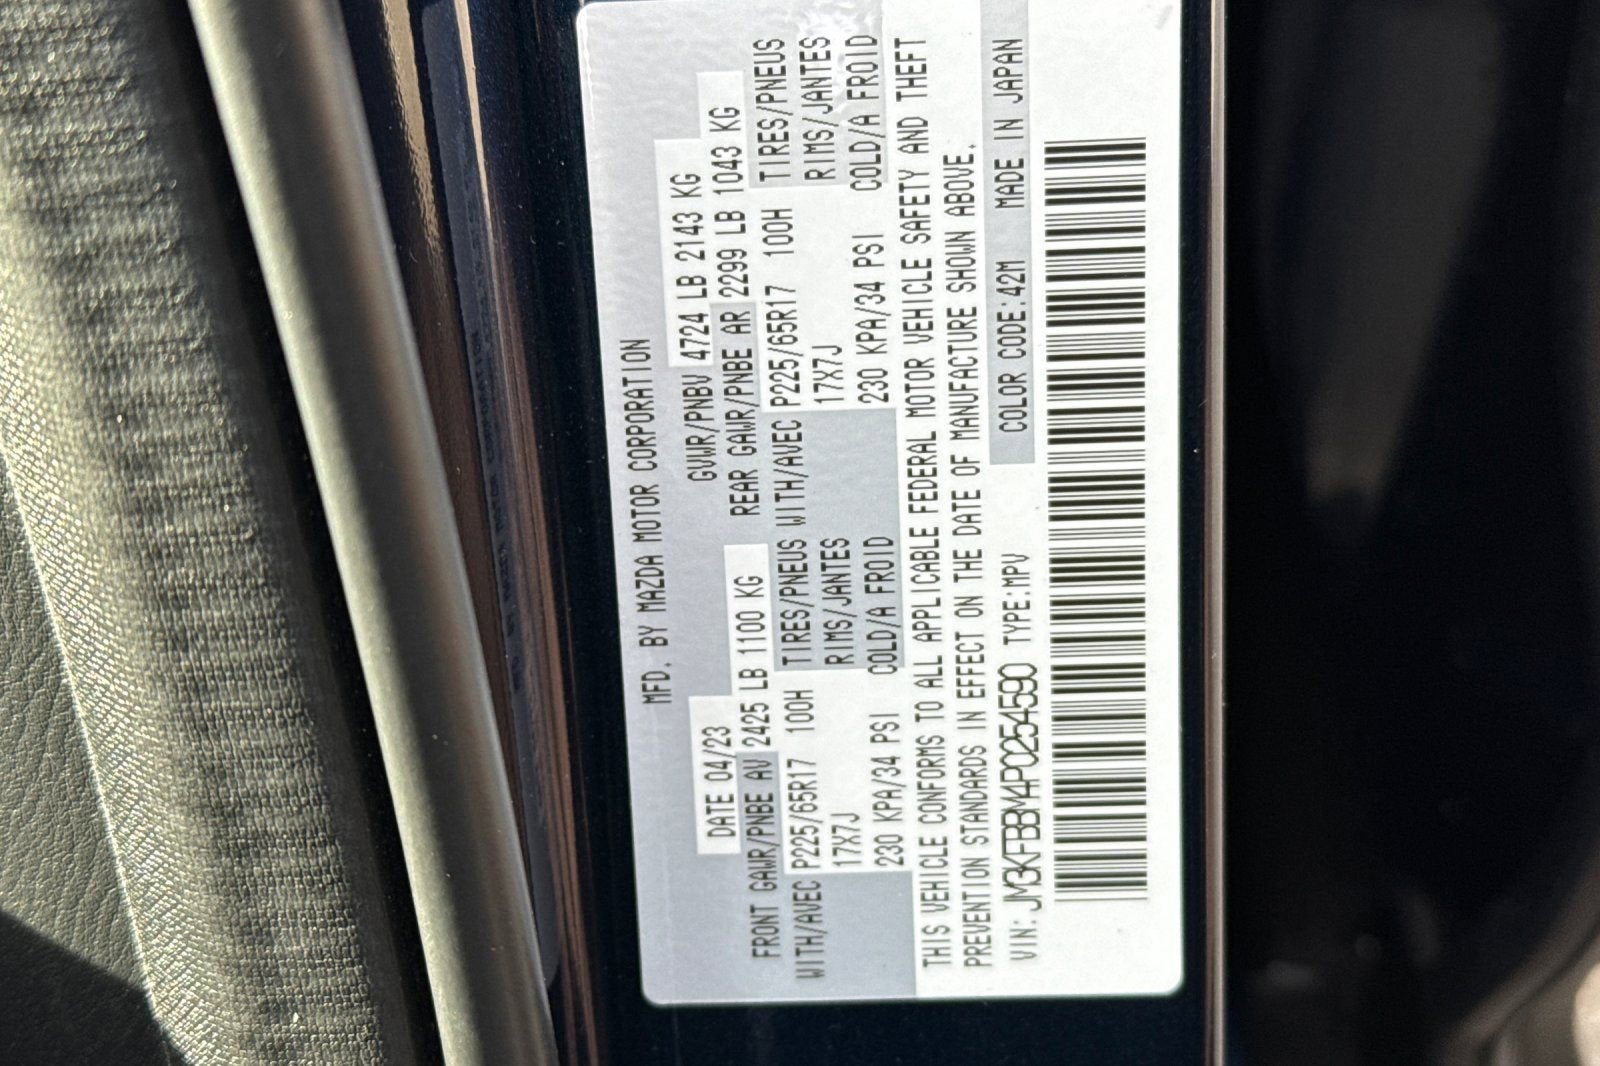 MFD. BY MAZDA MOTOR CORPORATION
DATE 04/23 GVWR/PNBV 4724 LB 2143 KG
FRONT GAWR/PNBE AV 2425 LB 1100 KG REAR GAWR/PNBE AR 2299 LB 1043 KG
WITH/AVEC P225/65R17 100H TIRES/PNEUS WITH/AVEC P225/65R17 100H TIRES/PNEUS
17X7J RIMS/JANTES 17X7J RIMS/JANTES
230 KPA/34 PSI COLD/A FROID 230 KPA/34 PSI COLD/A FROID
THIS VEHICLE CONFORMS TO ALL APPLICABLE FEDERAL MOTOR VEHICLE SAFETY AND THEFT
PREVENTION STANDARDS IN EFFECT ON THE DATE OF MANUFACTURE SHOWN ABOVE.
VIN: JM3KFBBM4P0254590 TYPE:MPV COLOR CODE:42M MADE IN JAPAN